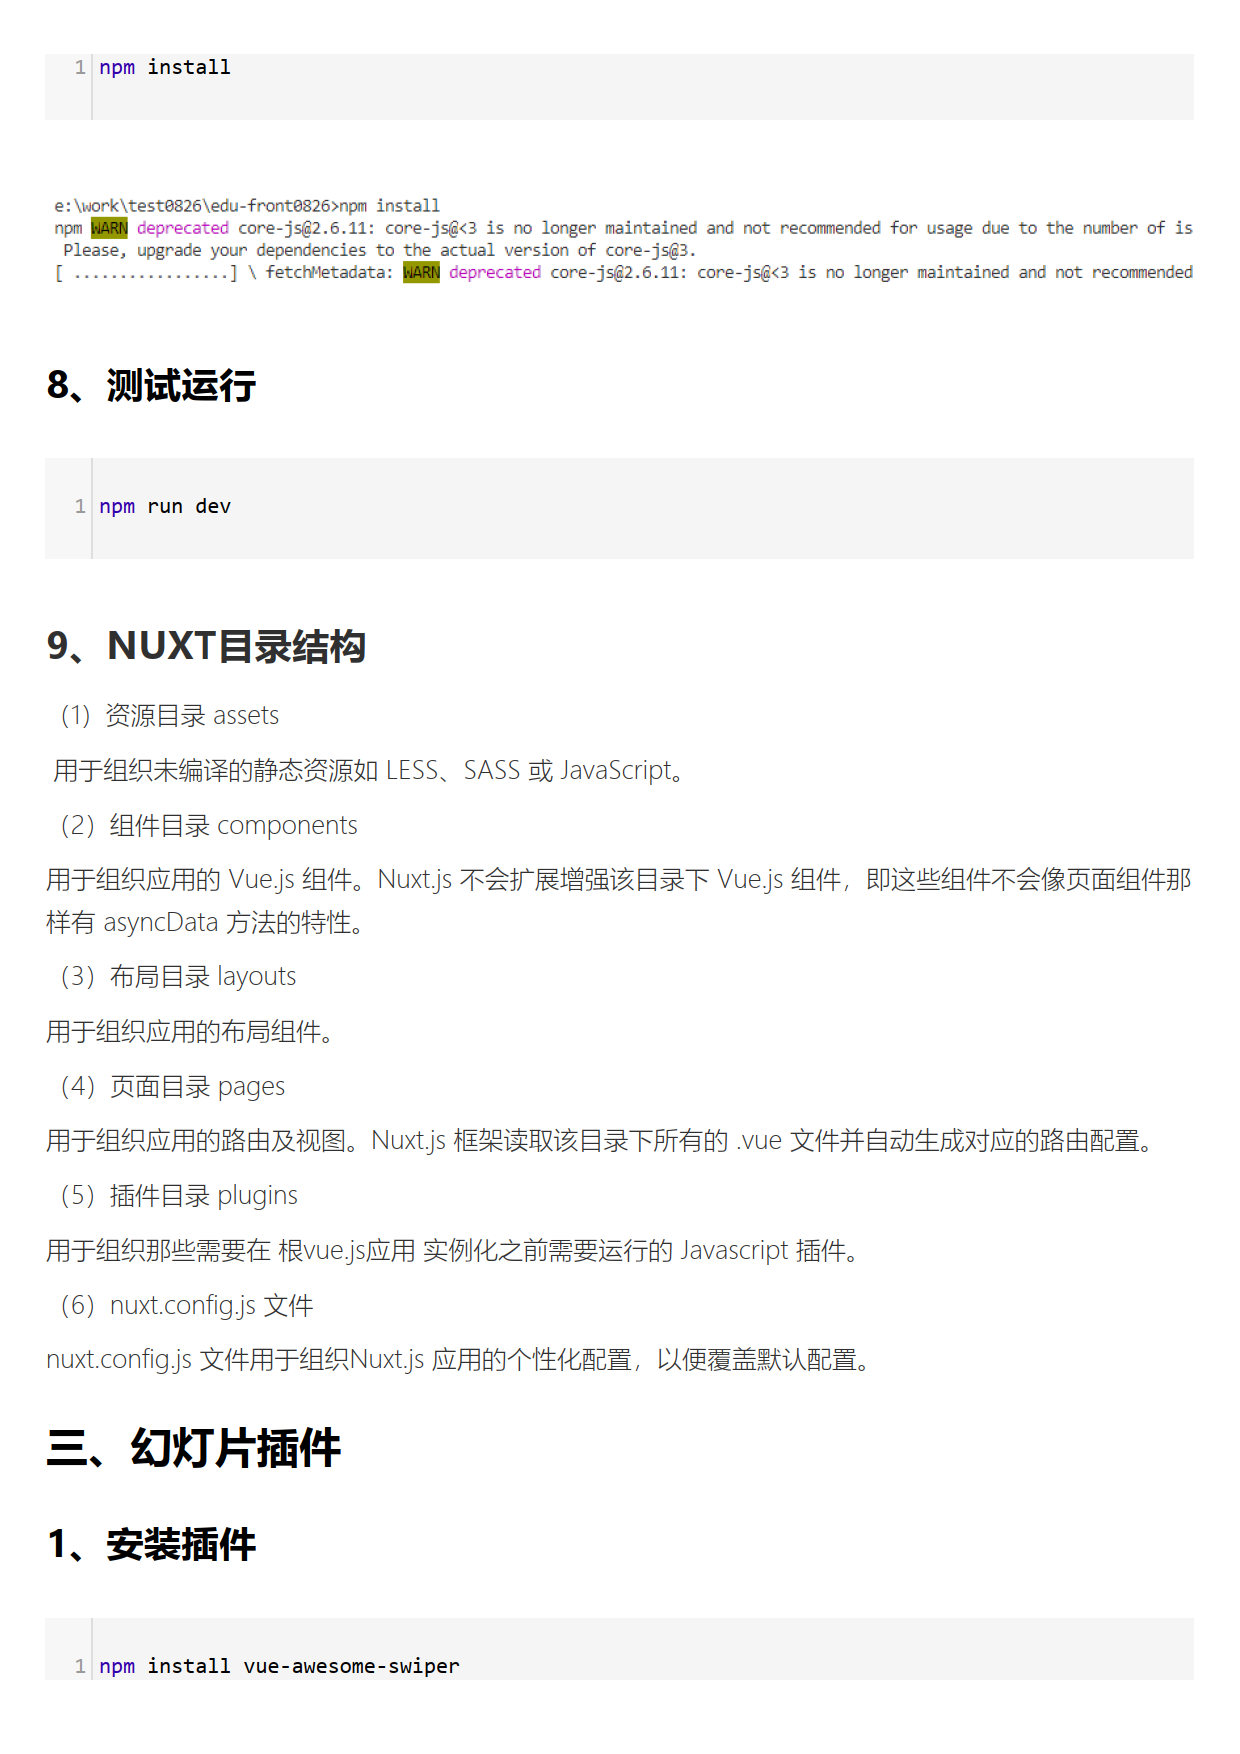 1 npm install
e:\work\test0826\edu-front0826>npm install
npm WARN deprecated core-js@2.6.11: core-js@<3 is no longer maintained and not recommended for usage due to the number of is
Please, upgrade your dependencies to the actual version of core-js@3.
[ .................] \ fetchMetadata: WARN deprecated core-js@2.6.11: core-js@<3 is no longer maintained and not recommended
8、测试运行
1 npm run dev
9、NUXT目录结构
（1）资源目录 assets
用于组织未编译的静态资源如 LESS、SASS 或 JavaScript。
（2）组件目录 components
用于组织应用的 Vue.js 组件。Nuxt.js 不会扩展增强该目录下 Vue.js 组件，即这些组件不会像页面组件那
样有 asyncData 方法的特性。
（3）布局目录 layouts
用于组织应用的布局组件。
（4）页面目录 pages
用于组织应用的路由及视图。Nuxt.js 框架读取该目录下所有的 .vue 文件并自动生成对应的路由配置。
（5）插件目录 plugins
用于组织那些需要在 根vue.js应用 实例化之前需要运行的 Javascript 插件。
（6）nuxt.config.js 文件
nuxt.config.js 文件用于组织Nuxt.js 应用的个性化配置，以便覆盖默认配置。
三、幻灯片插件
1、安装插件
1 npm install vue-awesome-swiper